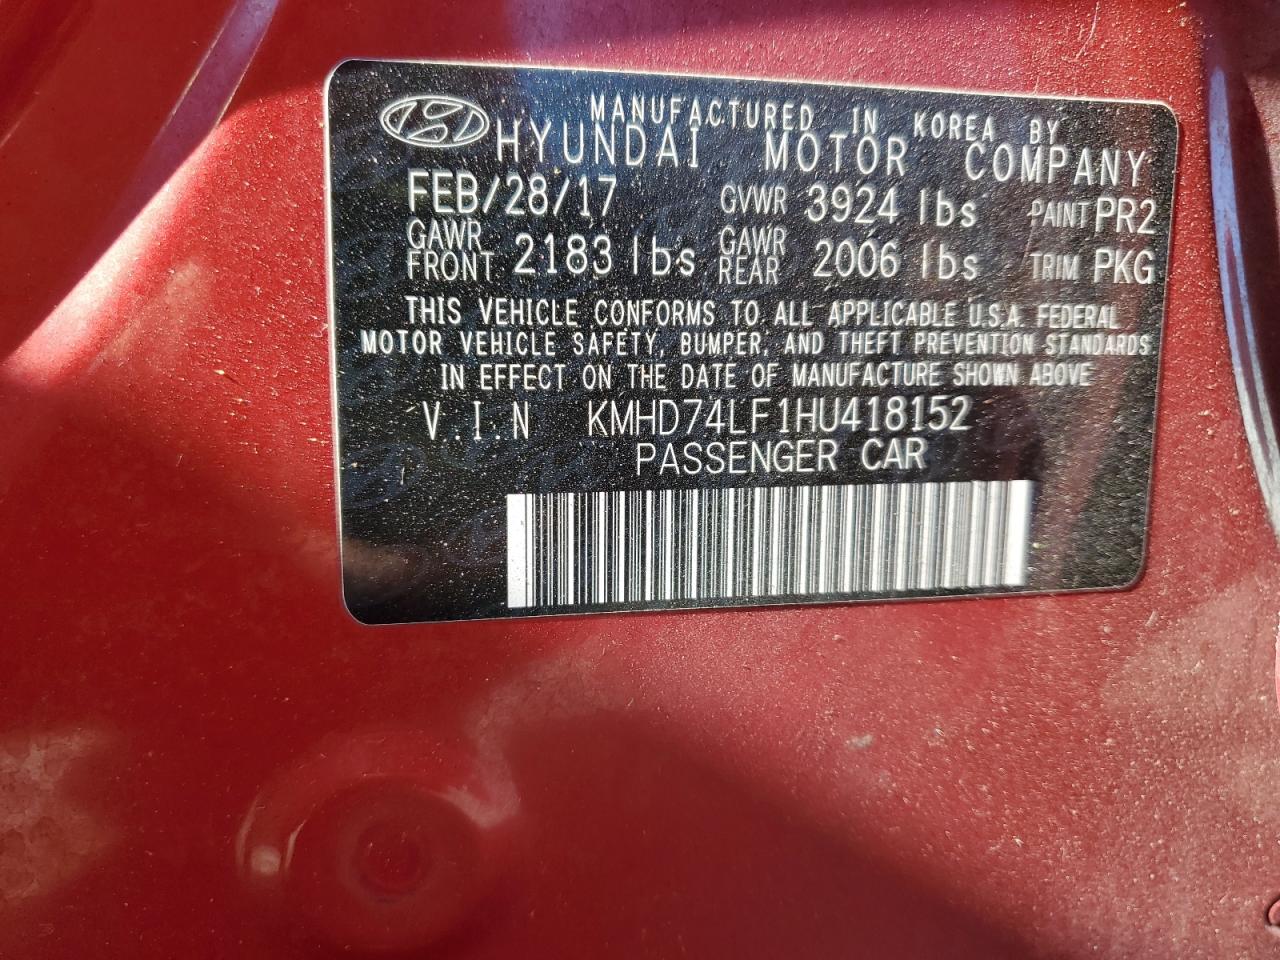 MANUFACTURED IN KOREA BY
HYUNDAI MOTOR COMPANY
FEB/28/17 GVWR 3924 lbs PAINT PR2
GAWR FRONT 2183 lbs GAWR REAR 2006 lbs TRIM PKG
THIS VEHICLE CONFORMS TO ALL APPLICABLE U.S.A. FEDERAL
MOTOR VEHICLE SAFETY, BUMPER, AND THEFT PREVENTION STANDARDS
IN EFFECT ON THE DATE OF MANUFACTURE SHOWN ABOVE
V.I.N KMHD74LF1HU418152
PASSENGER CAR